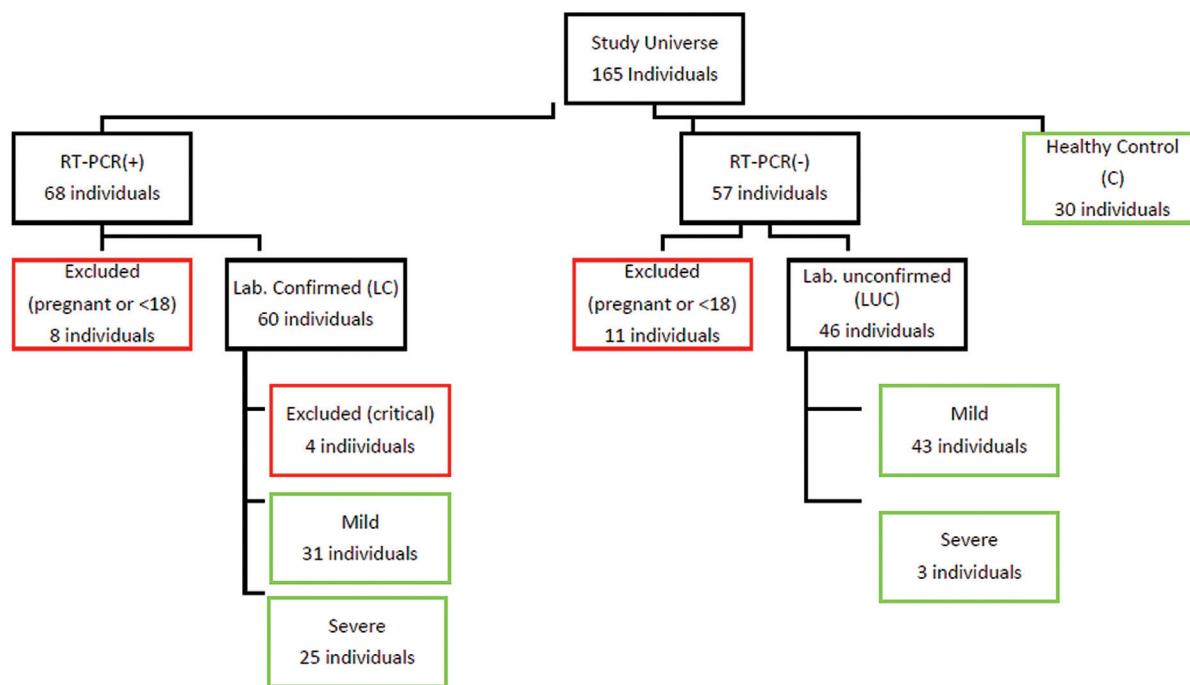 Study Universe
165 Individuals
RT-PCR(+)
68 individuals
RT-PCR(-)
57 individuals
Healthy Control
(C)
30 individuals
Excluded
(pregnant or <18)
8 individuals
Lab. Confirmed (LC)
60 individuals
Excluded
(pregnant or <18)
11 individuals
Lab. unconfirmed
(LUC)
46 individuals
Excluded (critical)
4 indiividuals
Mild
31 individuals
Severe
25 individuals
Mild
43 individuals
Severe
3 individuals